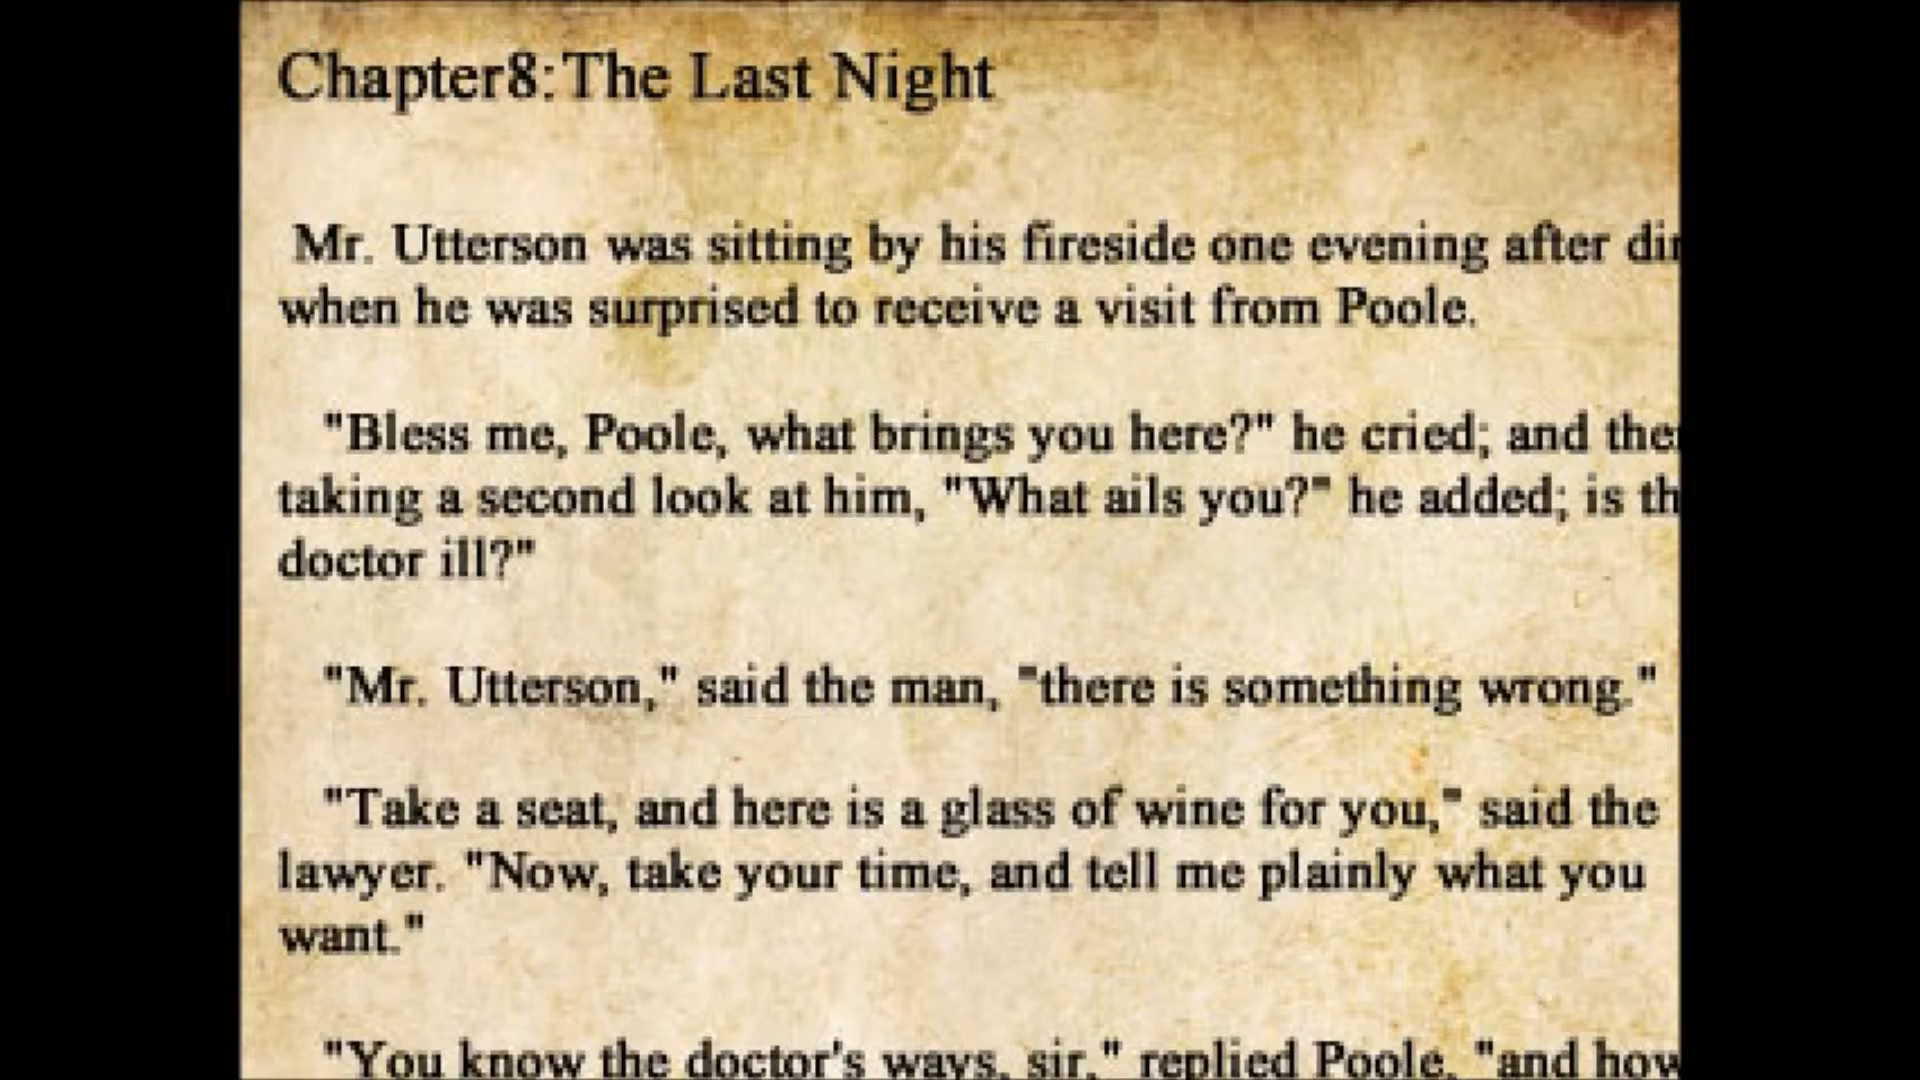 Chapter8:The Last Night
Mr. Utterson was sitting by his fireside one evening after
when he was surprised to receive a visit from Poole.
"Bless me, Poole, what brings you here?" he cried; and
taking a second look at him, "What ails you?" he added; is
doctor ill?"
"Mr. Utterson," said the man, "there is something wrong."
"Take a seat, and here is a glass of wine for you," said the
lawyer. "Now, take your time, and tell me plainly what you
want."
"You know the doctor's ways, sir," replied Poole, "and how